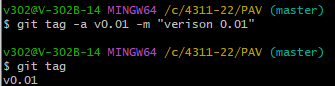 v302@V-302B-14 MINGW64 /c/4311-22/PAV (master)
$ git tag -a v0.01 -m "verison 0.01"
v302@V-302B-14 MINGW64 /c/4311-22/PAV (master)
$ git tag
v0.01